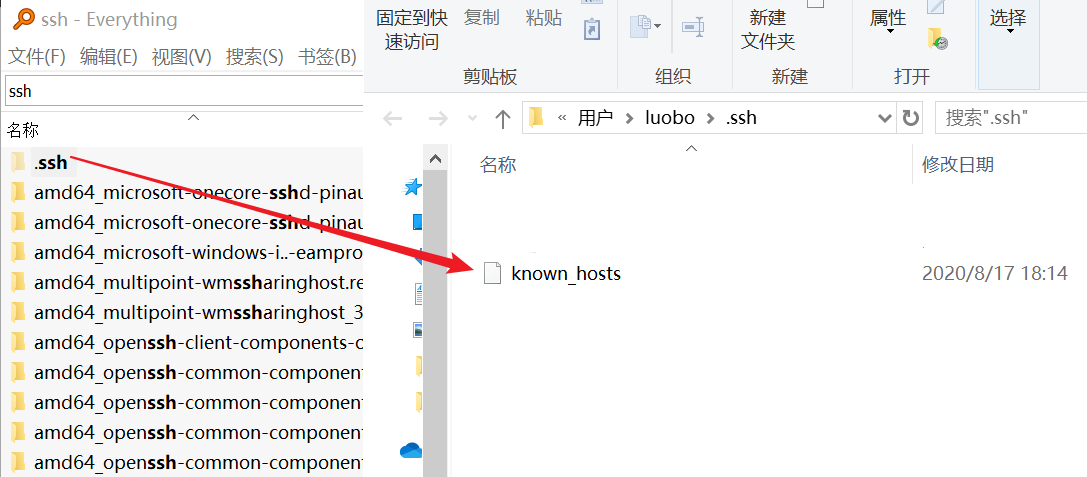 ssh - Everything
文件(F) 编辑(E) 视图(V) 搜索(S) 书签(B)
ssh
名称
.ssh
amd64_microsoft-onecore-sshd-pinau
amd64_microsoft-onecore-sshd-pinau
amd64_microsoft-windows-i..-eampro
amd64_multipoint-wmssharinghost.re
amd64_multipoint-wmssharinghost_3
amd64_openssh-client-components-o
amd64_openssh-common-component
amd64_openssh-common-component
amd64_openssh-common-component
amd64_openssh-common-component
固定到快
速访问
复制
粘贴
剪贴板
组织
新建
文件夹
新建
属性
打开
选择
« 用户 › luobo › .ssh
搜索".ssh"
名称
修改日期
known_hosts
2020/8/17 18:14